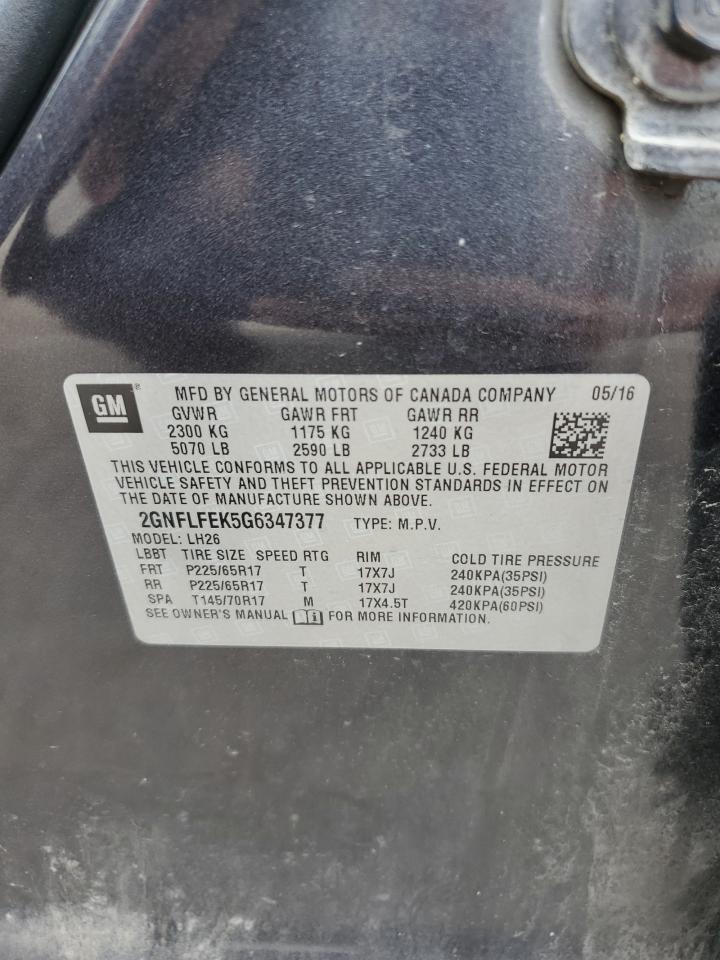 GM ® MFD BY GENERAL MOTORS OF CANADA COMPANY 05/16
GVWR GAWR FRT GAWR RR
2300 KG 1175 KG 1240 KG
5070 LB 2590 LB 2733 LB
THIS VEHICLE CONFORMS TO ALL APPLICABLE U.S. FEDERAL MOTOR
VEHICLE SAFETY AND THEFT PREVENTION STANDARDS IN EFFECT ON
THE DATE OF MANUFACTURE SHOWN ABOVE.
2GNFLFEK5G6347377 TYPE: M.P.V.
MODEL: LH26
LBBT TIRE SIZE SPEED RTG RIM COLD TIRE PRESSURE
FRT P225/65R17 T 17X7J 240KPA(35PSI)
RR P225/65R17 T 17X7J 240KPA(35PSI)
SPA T145/70R17 M 17X4.5T 420KPA(60PSI)
SEE OWNER'S MANUAL FOR MORE INFORMATION.